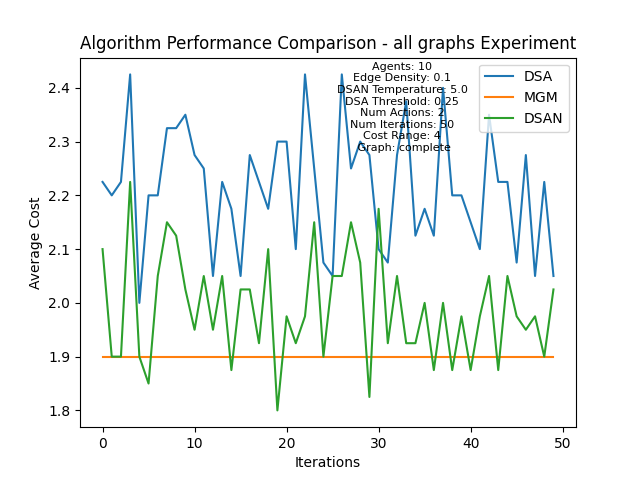 Algorithm Performance Comparison - all graphs Experiment
Agents: 10
Edge Density: 0.1
DSAN Temperature: 5.0
DSA Threshold: 0.25
Num Actions: 2
Num Iterations: 50
Cost Range: 4
Graph: complete
DSA
MGM
DSAN
Average Cost
2.4
2.3
2.2
2.1
2.0
1.9
1.8
0
10
20
30
40
50
Iterations